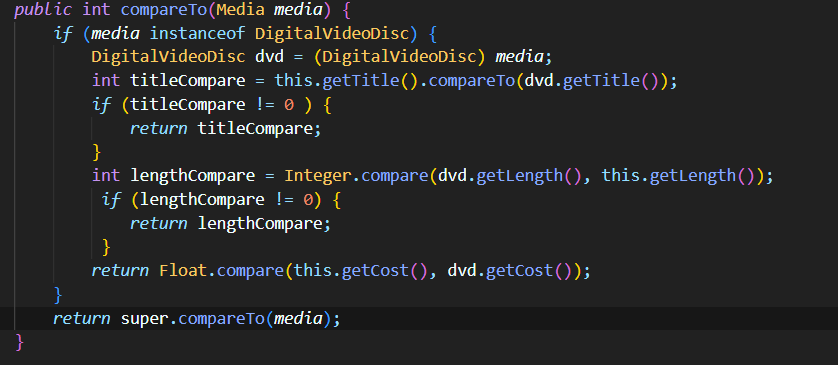 public int compareTo(Media media) {
    if (media instanceof DigitalVideoDisc) {
        DigitalVideoDisc dvd = (DigitalVideoDisc) media;
        int titleCompare = this.getTitle().compareTo(dvd.getTitle());
        if (titleCompare != 0 ) {
            return titleCompare;
        }
        int lengthCompare = Integer.compare(dvd.getLength(), this.getLength());
         if (lengthCompare != 0) {
            return lengthCompare;
         }
        return Float.compare(this.getCost(), dvd.getCost());
    }
    return super.compareTo(media);
}